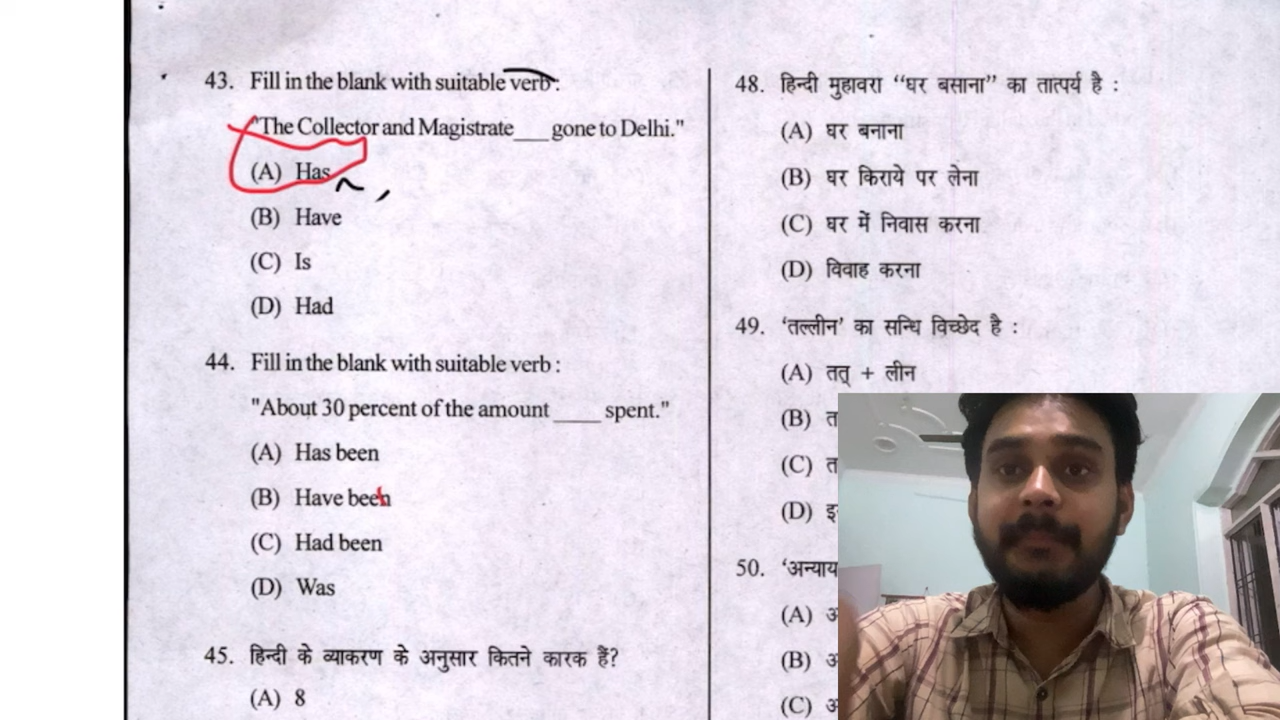 43. Fill in the blank with suitable verb:
"The Collector and Magistrate___ gone to Delhi."
(A) Has
(B) Have
(C) Is
(D) Had
44. Fill in the blank with suitable verb :
"About 30 percent of the amount ____ spent."
(A) Has been
(B) Have been
(C) Had been
(D) Was
45. हिन्दी के व्याकरण के अनुसार कितने कारक हैं?
(A) 8
48. हिन्दी मुहावरा “घर बसाना” का तात्पर्य है :
(A) घर बनाना
(B) घर किराये पर लेना
(C) घर में निवास करना
(D) विवाह करना
49. ‘तल्लीन’ का सन्धि विच्छेद है :
(A) तत् + लीन
(B)
(C)
(D)
50. ‘अन्याय
(A)
(B)
(C)